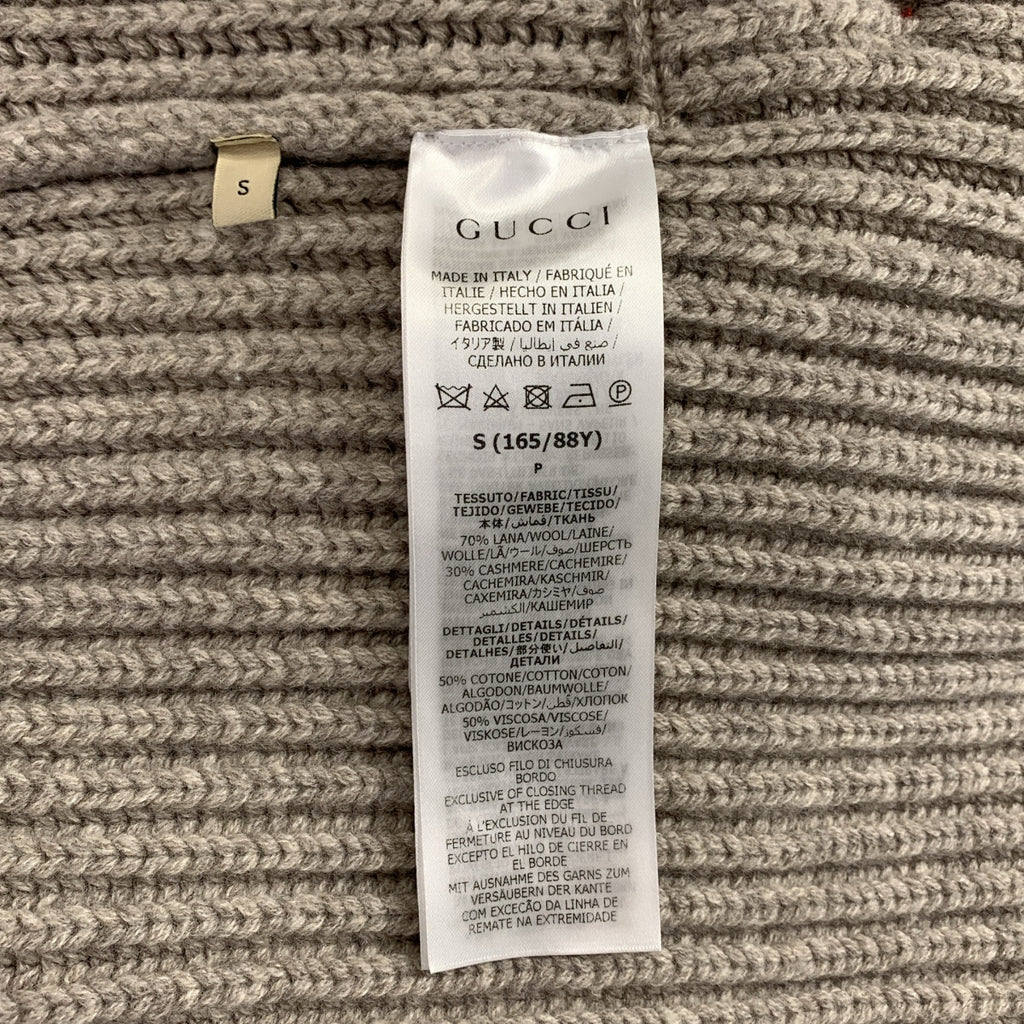 S
GUCCI
MADE IN ITALY / FABRIQUÉ EN
ITALIE / HECHO EN ITALIA /
HERGESTELLT IN ITALIEN /
FABRICADO EM ITÁLIA /
イタリア製 / صنع في إيطاليا /
СДЕЛАНО В ИТАЛИИ
P
S (165/88Y)
P
TESSUTO/FABRIC/TISSU/
TEJIDO/GEWEBE/TECIDO/
本体/قماش/ТКАНЬ
70% LANA/WOOL/LAINE/
WOLLE/LÃ/ウール/صوف/ШЕРСТЬ
30% CASHMERE/CACHEMIRE/
CACHEMIRA/KASCHMIR/
CAXEMIRA/カシミヤ/صوف
الكشمير/КАШЕМИР
DETTAGLI/DETAILS/DÉTAILS/
DETALLES/DETAILS/
DETALHES/部分使い/التفاصيل/
ДЕТАЛИ
50% COTONE/COTTON/COTON/
ALGODON/BAUMWOLLE/
ALGODÃO/コットン/قطن/ХЛОПОК
50% VISCOSA/VISCOSE/
VISKOSE/レーヨン/فسكوز/
ВИСКОЗА
ESCLUSO FILO DI CHIUSURA
BORDO
EXCLUSIVE OF CLOSING THREAD
AT THE EDGE
À L'EXCLUSION DU FIL DE
FERMETURE AU NIVEAU DU BORD
EXCEPTO EL HILO DE CIERRE EN
EL BORDE
MIT AUSNAHME DES GARNS ZUM
VERSÄUBERN DER KANTE
COM EXCEÇÃO DA LINHA DE
REMATE NA EXTREMIDADE